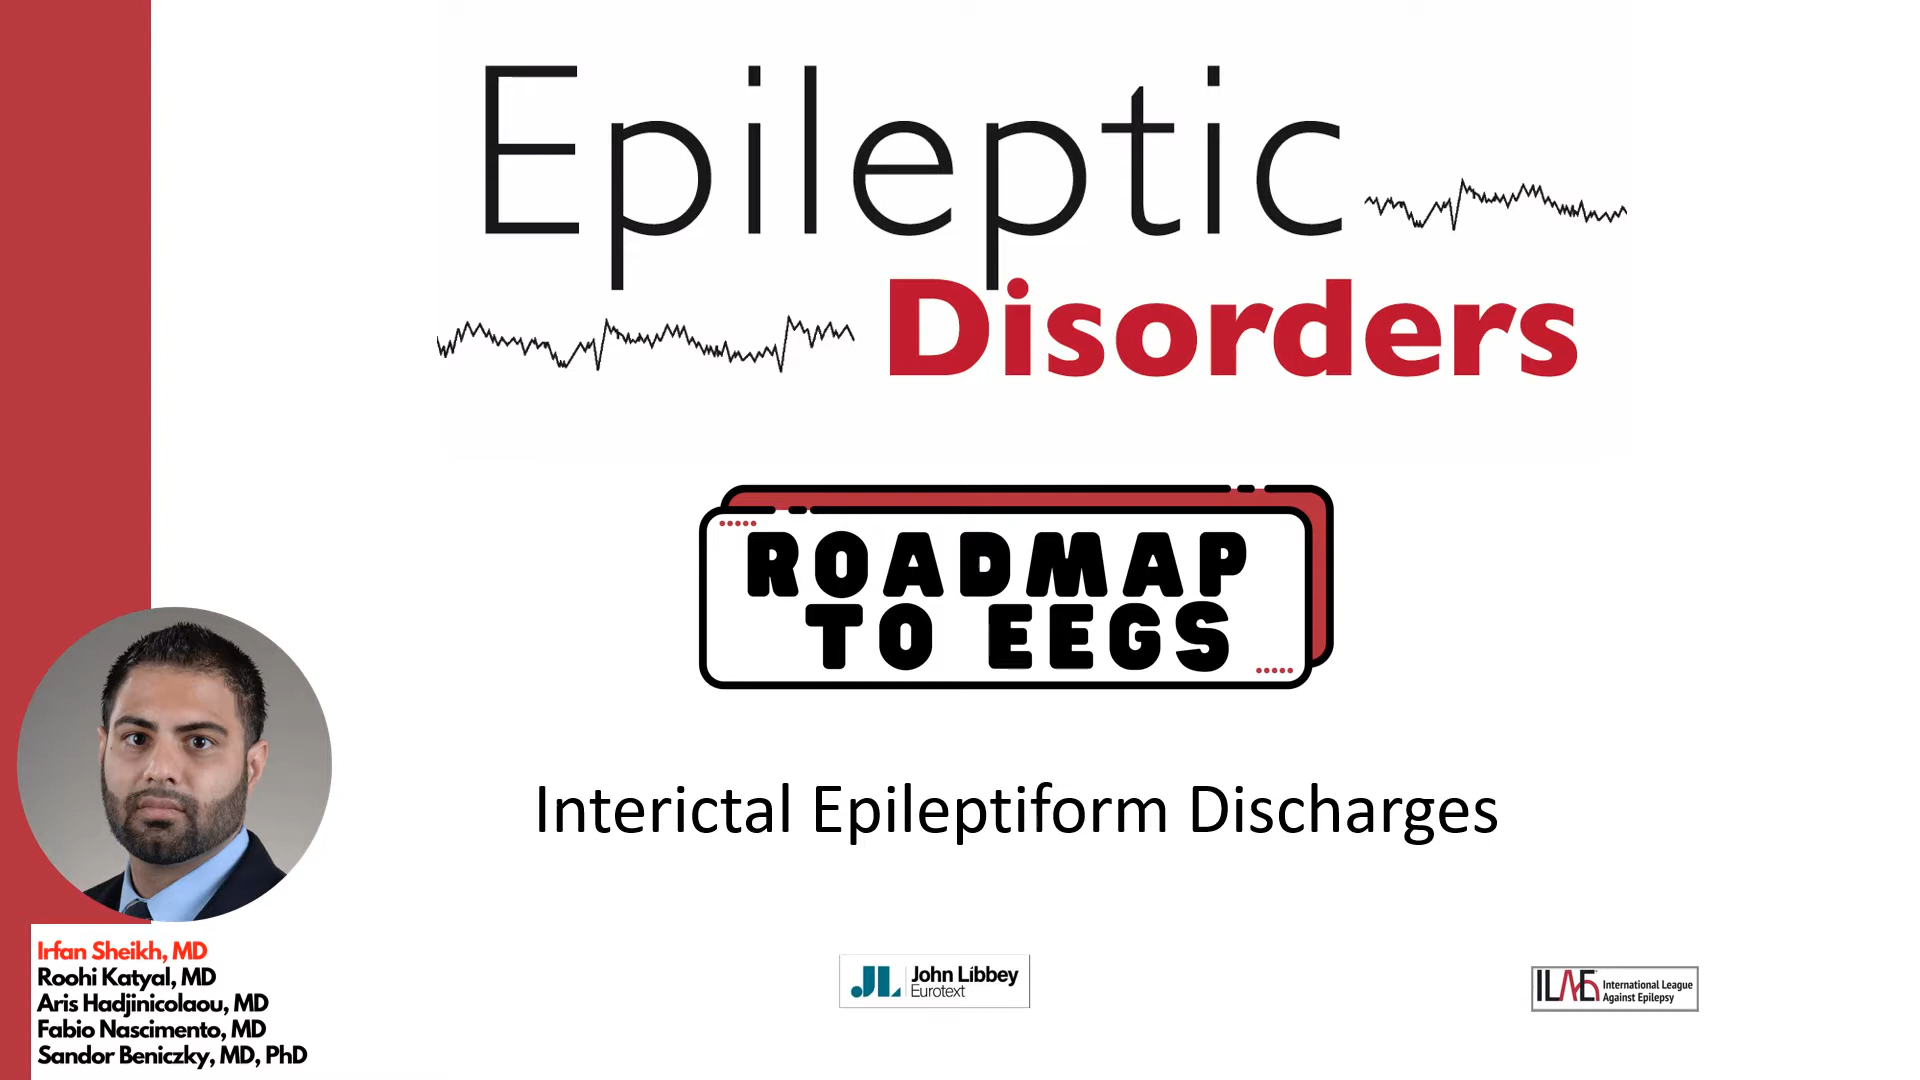 Epileptic
Disorders
ROADMAP
TO EEGS
Interictal Epileptiform Discharges
Irfan Sheikh, MD
Roohi Katyal, MD
Aris Hadjinicolaou, MD
Fabio Nascimento, MD
Sandor Beniczky, MD, PhD
JL John Libbey
Eurotext
ILAE International League
Against Epilepsy